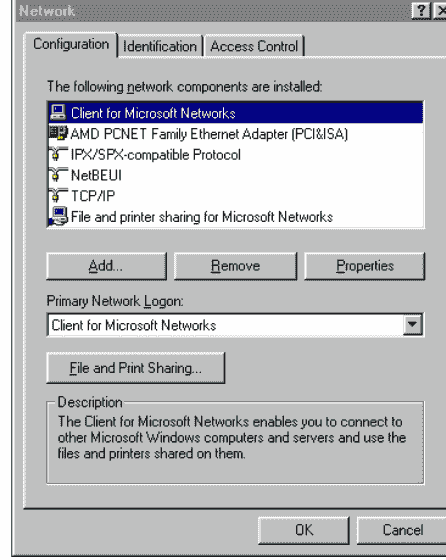 Network
Configuration Identification Access Control
The following network components are installed:
Client for Microsoft Networks
AMD PCNET Family Ethernet Adapter (PCI&ISA)
IPX/SPX-compatible Protocol
NetBEUI
TCP/IP
File and printer sharing for Microsoft Networks
Add... Remove Properties
Primary Network Logon:
Client for Microsoft Networks
File and Print Sharing...
Description
The Client for Microsoft Networks enables you to connect to
other Microsoft Windows computers and servers and use the
files and printers shared on them.
OK Cancel